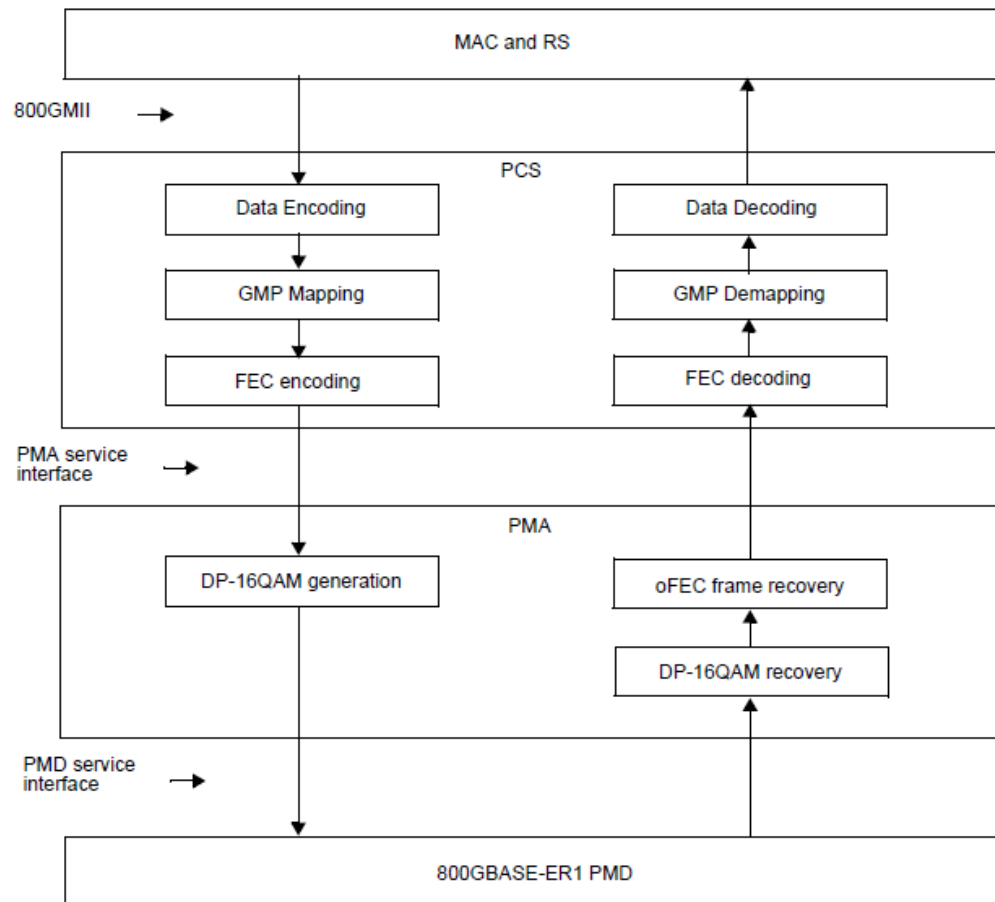 MAC and RS
800GMII
PCS
Data Encoding
Data Decoding
GMP Mapping
GMP Demapping
FEC encoding
FEC decoding
PMA service
interface
PMA
DP-16QAM generation
oFEC frame recovery
DP-16QAM recovery
PMD service
interface
800GBASE-ER1 PMD